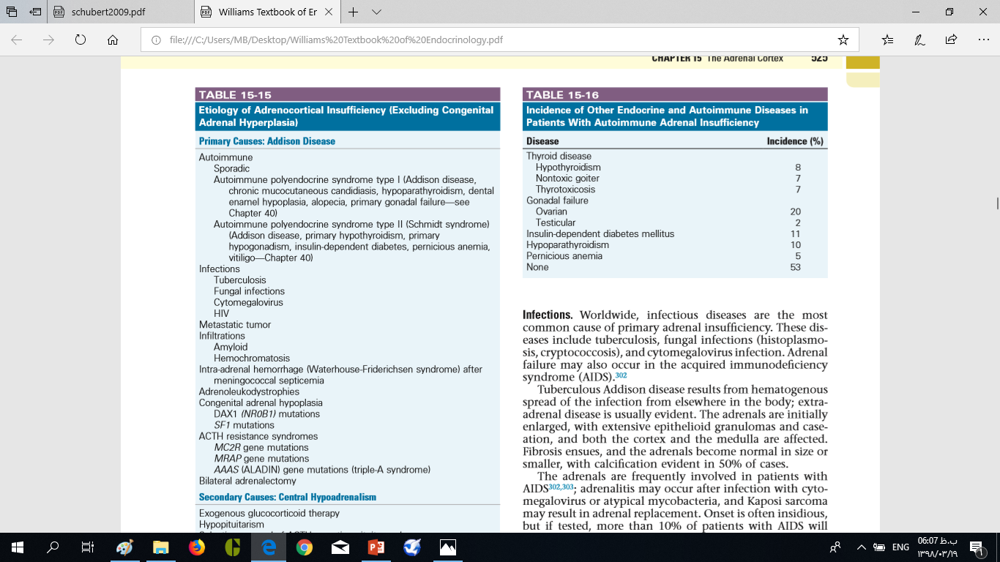 schubert2009.pdf
Williams Textbook of Er
file:///C:/Users/MB/Desktop/Williams%20Textbook%20of%20Endocrinology.pdf
CHAPTER 15 The Adrenal Cortex 525
TABLE 15-15
Etiology of Adrenocortical Insufficiency (Excluding Congenital
Adrenal Hyperplasia)
Primary Causes: Addison Disease
Autoimmune
Sporadic
Autoimmune polyendocrine syndrome type I (Addison disease,
chronic mucocutaneous candidiasis, hypoparathyroidism, dental
enamel hypoplasia, alopecia, primary gonadal failure—see
Chapter 40)
Autoimmune polyendocrine syndrome type II (Schmidt syndrome)
(Addison disease, primary hypothyroidism, primary
hypogonadism, insulin-dependent diabetes, pernicious anemia,
vitiligo—Chapter 40)
Infections
Tuberculosis
Fungal infections
Cytomegalovirus
HIV
Metastatic tumor
Infiltrations
Amyloid
Hemochromatosis
Intra-adrenal hemorrhage (Waterhouse-Friderichsen syndrome) after
meningococcal septicemia
Adrenoleukodystrophies
Congenital adrenal hypoplasia
DAX1 (NR0B1) mutations
SF1 mutations
ACTH resistance syndromes
MC2R gene mutations
MRAP gene mutations
AAAS (ALADIN) gene mutations (triple-A syndrome)
Bilateral adrenalectomy
Secondary Causes: Central Hypoadrenalism
Exogenous glucocorticoid therapy
Hypopituitarism
TABLE 15-16
Incidence of Other Endocrine and Autoimmune Diseases in
Patients With Autoimmune Adrenal Insufficiency
Disease Incidence (%)
Thyroid disease
Hypothyroidism 8
Nontoxic goiter 7
Thyrotoxicosis 7
Gonadal failure
Ovarian 20
Testicular 2
Insulin-dependent diabetes mellitus 11
Hypoparathyroidism 10
Pernicious anemia 5
None 53
Infections. Worldwide, infectious diseases are the most
common cause of primary adrenal insufficiency. These dis-
eases include tuberculosis, fungal infections (histoplasmo-
sis, cryptococcosis), and cytomegalovirus infection. Adrenal
failure may also occur in the acquired immunodeficiency
syndrome (AIDS).302
Tuberculous Addison disease results from hematogenous
spread of the infection from elsewhere in the body; extra-
adrenal disease is usually evident. The adrenals are initially
enlarged, with extensive epithelioid granulomas and case-
ation, and both the cortex and the medulla are affected.
Fibrosis ensues, and the adrenals become normal in size or
smaller, with calcification evident in 50% of cases.
The adrenals are frequently involved in patients with
AIDS302,303; adrenalitis may occur after infection with cyto-
megalovirus or atypical mycobacteria, and Kaposi sarcoma
may result in adrenal replacement. Onset is often insidious,
but if tested, more than 10% of patients with AIDS will
ENG
06:07 ب.ظ
۱۳۹۸/۰۳/۱۹